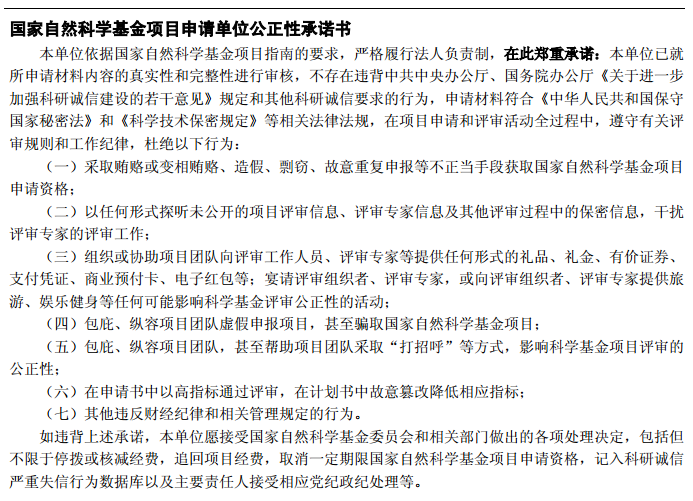 国家自然科学基金项目申请单位公正性承诺书
本单位依据国家自然科学基金项目指南的要求，严格履行法人负责制，在此郑重承诺：本单位已就
所申请材料内容的真实性和完整性进行审核，不存在违背中共中央办公厅、国务院办公厅《关于进一步
加强科研诚信建设的若干意见》规定和其他科研诚信要求的行为，申请材料符合《中华人民共和国保守
国家秘密法》和《科学技术保密规定》等相关法律法规，在项目申请和评审活动全过程中，遵守有关评
审规则和工作纪律，杜绝以下行为：
（一）采取贿赂或变相贿赂、造假、剽窃、故意重复申报等不正当手段获取国家自然科学基金项目
申请资格；
（二）以任何形式探听未公开的项目评审信息、评审专家信息及其他评审过程中的保密信息，干扰
评审专家的评审工作；
（三）组织或协助项目团队向评审工作人员、评审专家等提供任何形式的礼品、礼金、有价证券、
支付凭证、商业预付卡、电子红包等；宴请评审组织者、评审专家，或向评审组织者、评审专家提供旅
游、娱乐健身等任何可能影响科学基金评审公正性的活动；
（四）包庇、纵容项目团队虚假申报项目，甚至骗取国家自然科学基金项目；
（五）包庇、纵容项目团队，甚至帮助项目团队采取“打招呼”等方式，影响科学基金项目评审的
公正性；
（六）在申请书中以高指标通过评审，在计划书中故意篡改降低相应指标；
（七）其他违反财经纪律和相关管理规定的行为。
如违背上述承诺，本单位愿接受国家自然科学基金委员会和相关部门做出的各项处理决定，包括但
不限于停拨或核减经费，追回项目经费，取消一定期限国家自然科学基金项目申请资格，记入科研诚信
严重失信行为数据库以及主要责任人接受相应党纪政纪处理等。